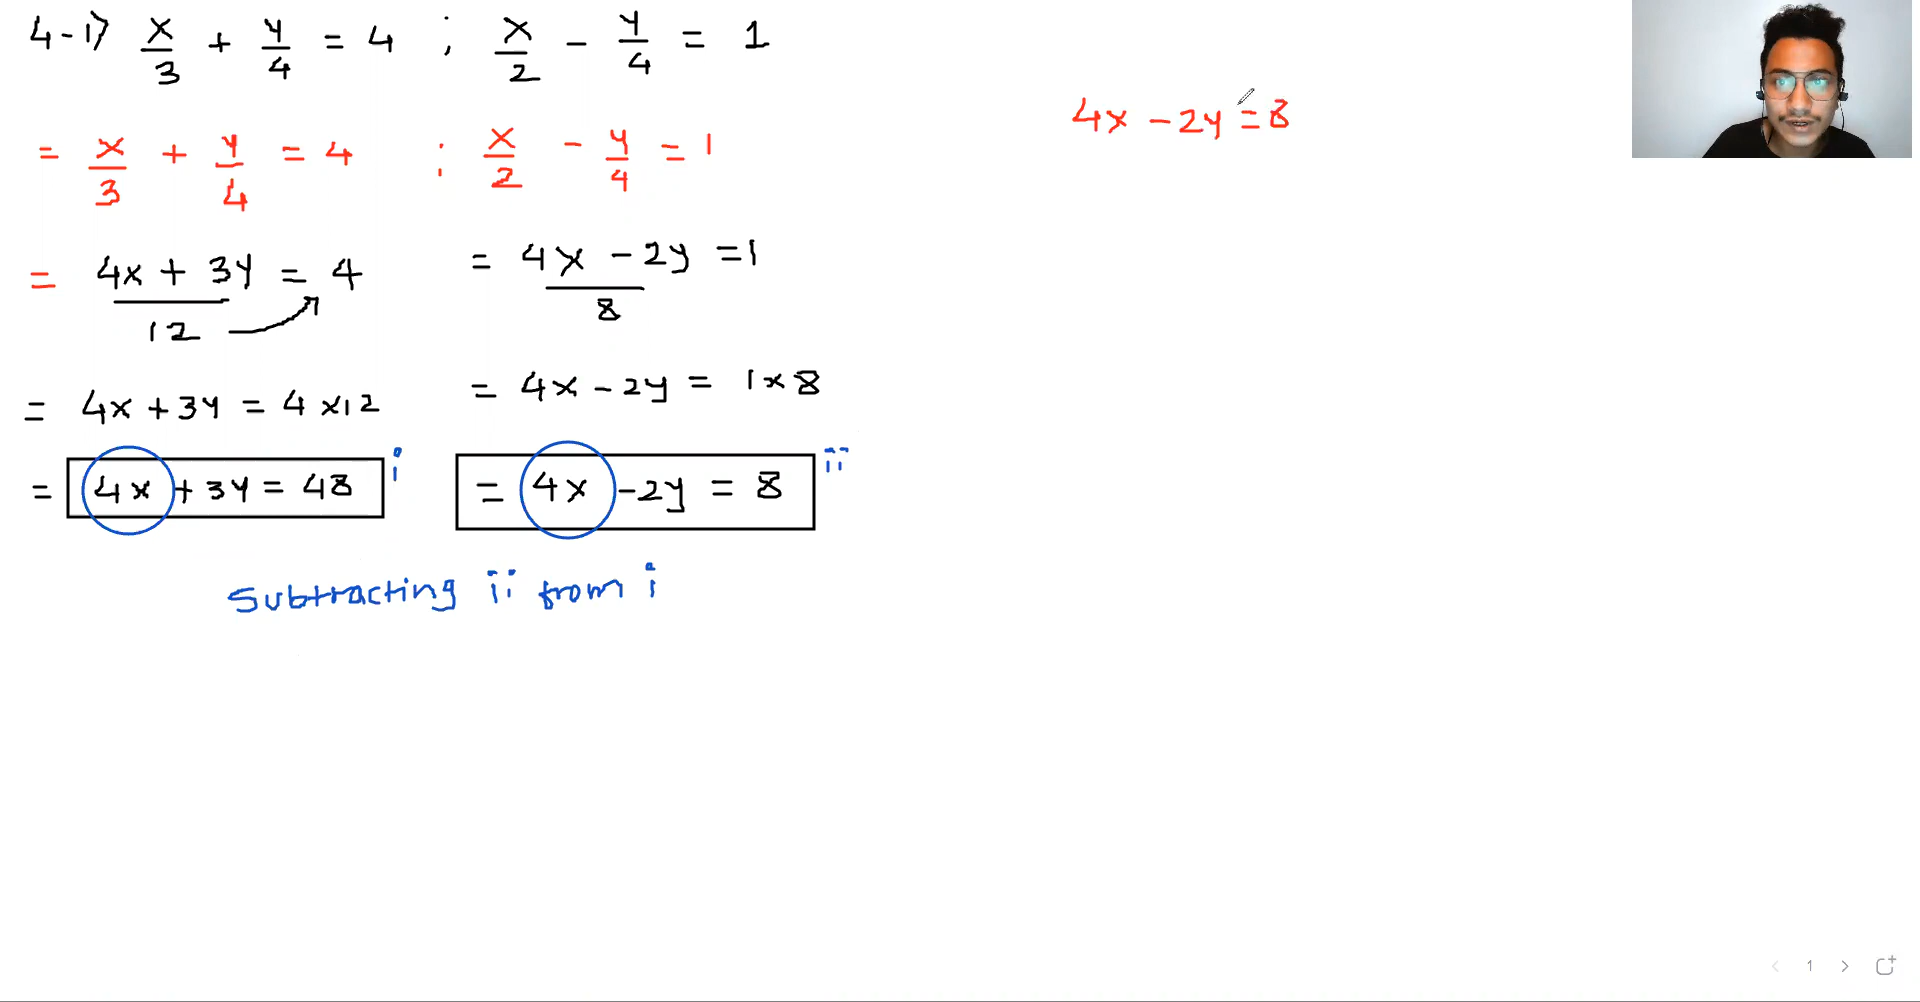 4-1) x/3 + y/4 = 4 ; x/2 - y/4 = 1
= x/3 + y/4 = 4 ; x/2 - y/4 = 1
= 4x + 3y / 12 = 4
= 4x - 2y / 8 = 1
= 4x + 3y = 4 x 12
= 4x - 2y = 1 x 8
= 4x + 3y = 48 i
= 4x - 2y = 8 ii
Subtracting ii from i
4x - 2y = 8
1